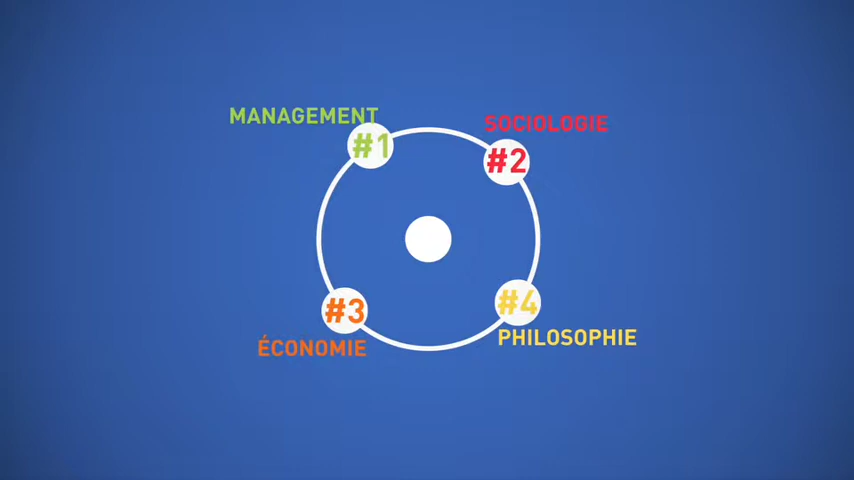 MANAGEMENT
#1
SOCIOLOGIE
#2
#3
ÉCONOMIE
#4
PHILOSOPHIE